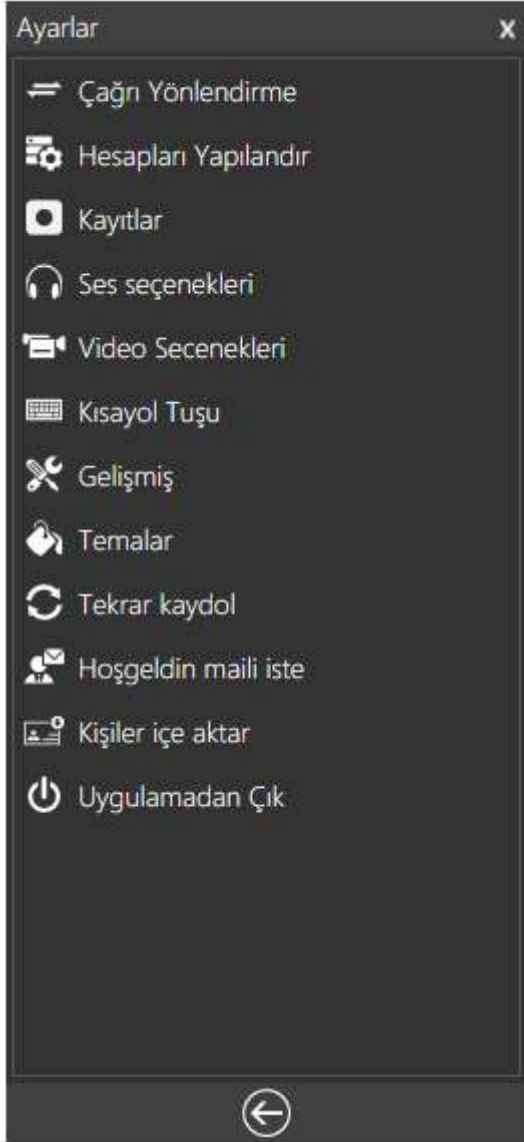 Ayarlar x
Çağrı Yönlendirme
Hesapları Yapılandır
Kayıtlar
Ses seçenekleri
Video Secenekleri
Kısayol Tuşu
Gelişmiş
Temalar
Tekrar kaydol
Hoşgeldin maili iste
Kişiler içe aktar
Uygulamadan Çık